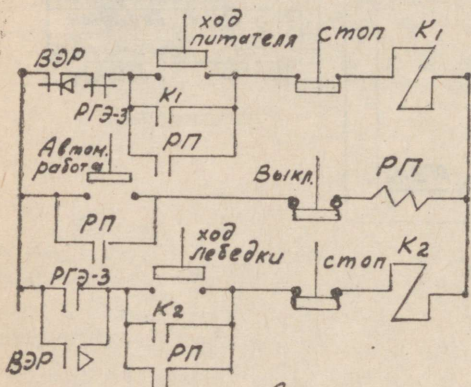 ход
питателя
стоп
К1
ВЭР
РГЭ-3
К1
РП
Автом.
работа
Выкл.
РП
РП
ход
лебедки
стоп
К2
РГЭ-3
К2
РП
ВЭР